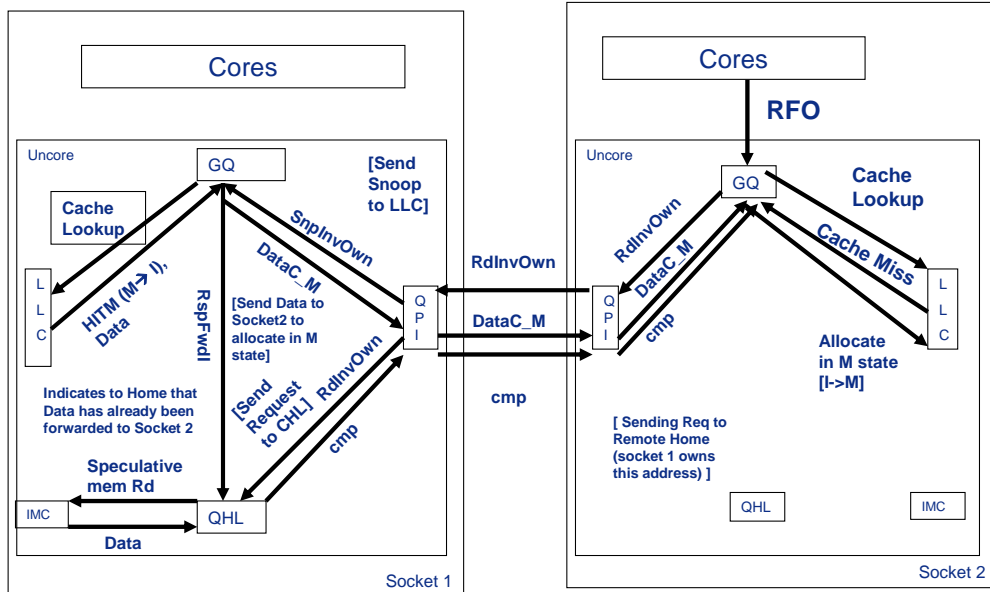 Cores
Uncore
GQ
[Send
Snoop
to LLC]
Cache
Lookup
SnpInvOwn
DataC_M
L
L
C
HITM (M→ I),
Data
RspFwdI
[Send Data to
Socket2 to
allocate in M
state]
Q
P
I
Indicates to Home that
Data has already been
forwarded to Socket 2
[Send
Request
to CHL]
RdInvOwn
cmp
Speculative
mem Rd
IMC
QHL
Data
Socket 1
RdInvOwn
DataC_M
cmp
Cores
RFO
Uncore
GQ
Cache
Lookup
RdInvOwn
DataC_M
cmp
Cache Miss
Q
P
I
L
L
C
Allocate
in M state
[I->M]
[ Sending Req to
Remote Home
(socket 1 owns
this address) ]
QHL
IMC
Socket 2